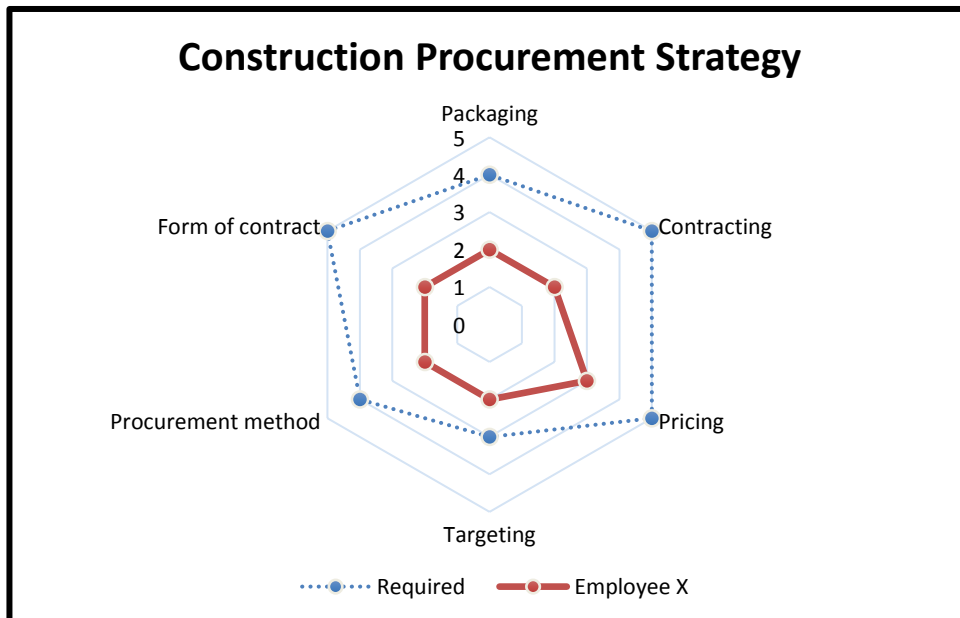 Construction Procurement Strategy
Packaging
5
4
3
2
1
0
Form of contract
Contracting
Procurement method
Pricing
Targeting
Required
Employee X